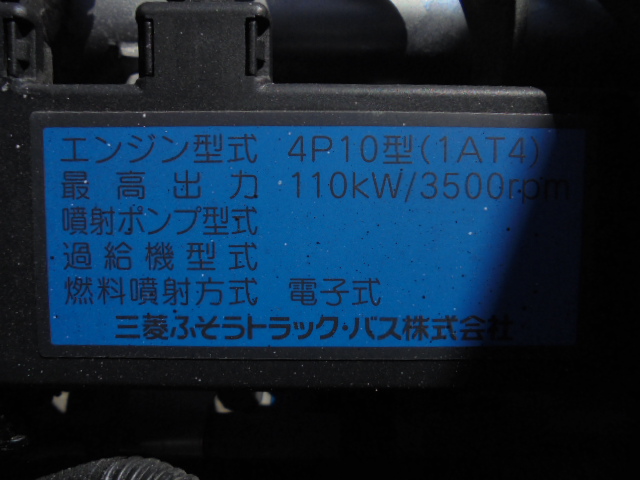 エンジン型式 4P10型(1AT4)
最高出力 110kW/3500rpm
噴射ポンプ型式
過給機型式
燃料噴射方式 電子式
三菱ふそうトラック・バス株式会社